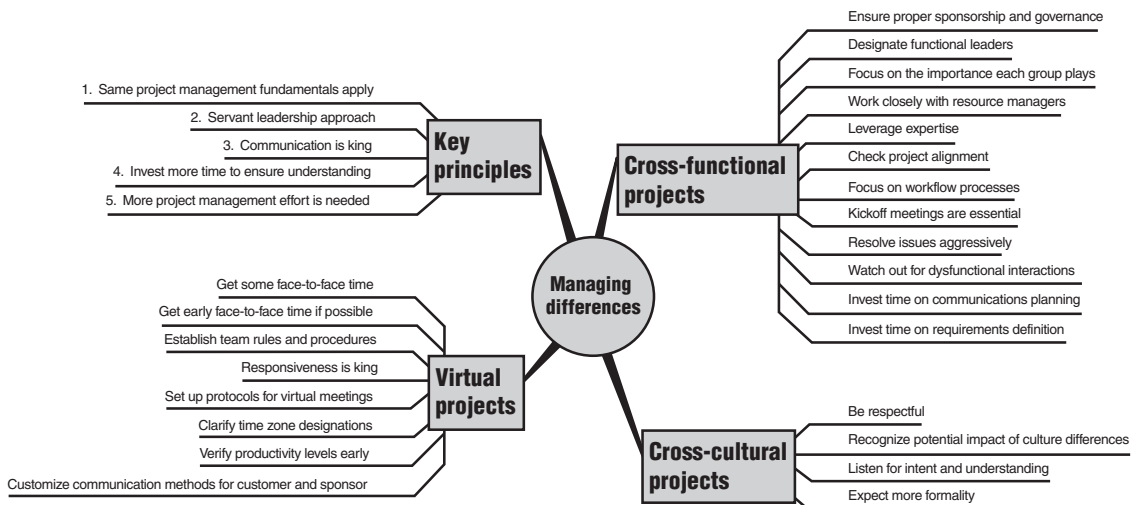 Managing
differences
Key
principles
1. Same project management fundamentals apply
2. Servant leadership approach
3. Communication is king
4. Invest more time to ensure understanding
5. More project management effort is needed
Cross-functional
projects
Ensure proper sponsorship and governance
Designate functional leaders
Focus on the importance each group plays
Work closely with resource managers
Leverage expertise
Check project alignment
Focus on workflow processes
Kickoff meetings are essential
Resolve issues aggressively
Watch out for dysfunctional interactions
Invest time on communications planning
Invest time on requirements definition
Virtual
projects
Get some face-to-face time
Get early face-to-face time if possible
Establish team rules and procedures
Responsiveness is king
Set up protocols for virtual meetings
Clarify time zone designations
Verify productivity levels early
Customize communication methods for customer and sponsor
Cross-cultural
projects
Be respectful
Recognize potential impact of culture differences
Listen for intent and understanding
Expect more formality